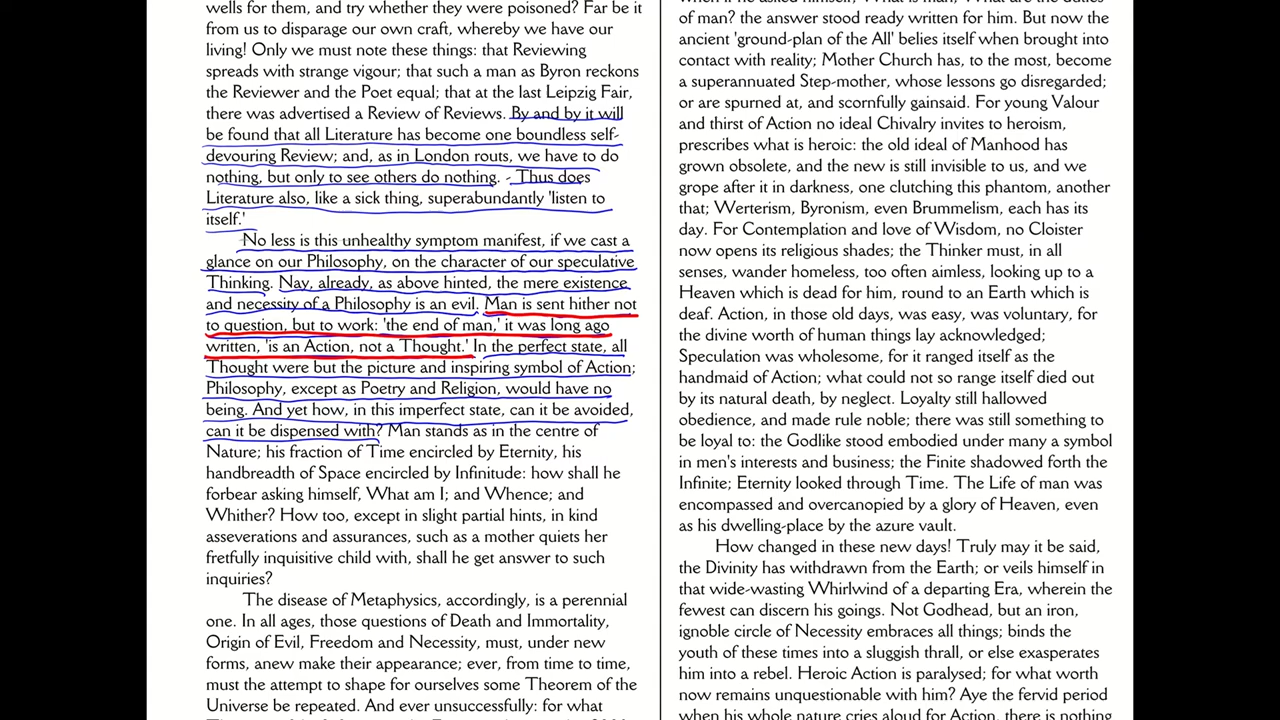 wells for them, and try whether they were poisoned? Far be it
from us to disparage our own craft, whereby we have our
living! Only we must note these things: that Reviewing
spreads with strange vigour; that such a man as Byron reckons
the Reviewer and the Poet equal; that at the last Leipzig Fair,
there was advertised a Review of Reviews. By and by it will
be found that all Literature has become one boundless self-
devouring Review; and, as in London routs, we have to do
nothing, but only to see others do nothing. - Thus does
Literature also, like a sick thing, superabundantly 'listen to
itself.'
No less is this unhealthy symptom manifest, if we cast a
glance on our Philosophy, on the character of our speculative
Thinking. Nay, already, as above hinted, the mere existence
and necessity of a Philosophy is an evil. Man is sent hither not
to question, but to work: 'the end of man,' it was long ago
written, 'is an Action, not a Thought.' In the perfect state, all
Thought were but the picture and inspiring symbol of Action;
Philosophy, except as Poetry and Religion, would have no
being. And yet how, in this imperfect state, can it be avoided,
can it be dispensed with? Man stands as in the centre of
Nature; his fraction of Time encircled by Eternity, his
handbreadth of Space encircled by Infinitude: how shall he
forbear asking himself, What am I; and Whence; and
Whither? How too, except in slight partial hints, in kind
asseverations and assurances, such as a mother quiets her
fretfully inquisitive child with, shall he get answer to such
inquiries?
The disease of Metaphysics, accordingly, is a perennial
one. In all ages, those questions of Death and Immortality,
Origin of Evil, Freedom and Necessity, must, under new
forms, anew make their appearance; ever, from time to time,
must the attempt to shape for ourselves some Theorem of the
Universe be repeated. And ever unsuccessfully: for what
when if he asked himself, What is man, What are the duties
of man? the answer stood ready written for him. But now the
ancient 'ground-plan of the All' belies itself when brought into
contact with reality; Mother Church has, to the most, become
a superannuated Step-mother, whose lessons go disregarded;
or are spurned at, and scornfully gainsaid. For young Valour
and thirst of Action no ideal Chivalry invites to heroism,
prescribes what is heroic: the old ideal of Manhood has
grown obsolete, and the new is still invisible to us, and we
grope after it in darkness, one clutching this phantom, another
that; Werterism, Byronism, even Brummelism, each has its
day. For Contemplation and love of Wisdom, no Cloister
now opens its religious shades; the Thinker must, in all
senses, wander homeless, too often aimless, looking up to a
Heaven which is dead for him, round to an Earth which is
deaf. Action, in those old days, was easy, was voluntary, for
the divine worth of human things lay acknowledged;
Speculation was wholesome, for it ranged itself as the
handmaid of Action; what could not so range itself died out
by its natural death, by neglect. Loyalty still hallowed
obedience, and made rule noble; there was still something to
be loyal to: the Godlike stood embodied under many a symbol
in men's interests and business; the Finite shadowed forth the
Infinite; Eternity looked through Time. The Life of man was
encompassed and overcanopied by a glory of Heaven, even
as his dwelling-place by the azure vault.
How changed in these new days! Truly may it be said,
the Divinity has withdrawn from the Earth; or veils himself in
that wide-wasting Whirlwind of a departing Era, wherein the
fewest can discern his goings. Not Godhead, but an iron,
ignoble circle of Necessity embraces all things; binds the
youth of these times into a sluggish thrall, or else exasperates
him into a rebel. Heroic Action is paralysed; for what worth
now remains unquestionable with him? Aye the fervid period
when his whole nature cries aloud for Action, there is nothing